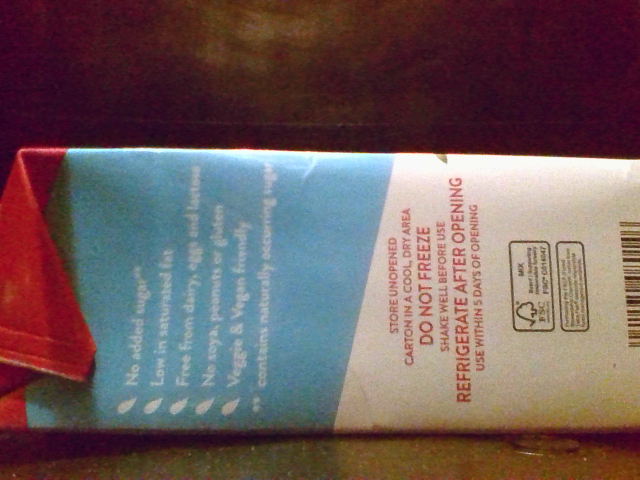 No added sugar**
Low in saturated fat
Free from dairy, egg and lactose
No soya, peanuts or gluten
Veggie & Vegan friendly
** contains naturally occurring sugar
STORE UNOPENED
CARTON IN A COOL, DRY AREA
DO NOT FREEZE
SHAKE WELL BEFORE USE
REFRIGERATE AFTER OPENING
USE WITHIN 5 DAYS OF OPENING
MIX
FSC